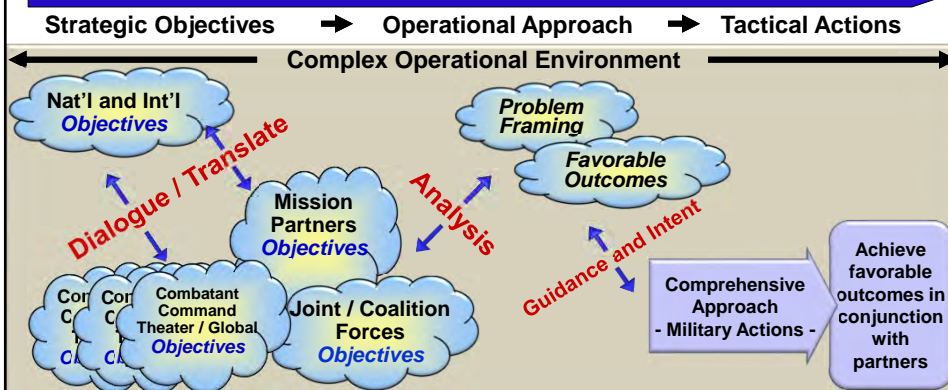 Strategic Objectives Operational Approach Tactical Actions
Complex Operational Environment
Nat'l and Int'l
Objectives
Dialogue / Translate
Mission
Partners
Objectives
Combatant
Command
Theater / Global
Objectives
Joint / Coalition
Forces
Objectives
Analysis
Problem
Framing
Favorable
Outcomes
Guidance and Intent
Comprehensive
Approach
- Military Actions -
Achieve
favorable
outcomes in
conjunction
with
partners